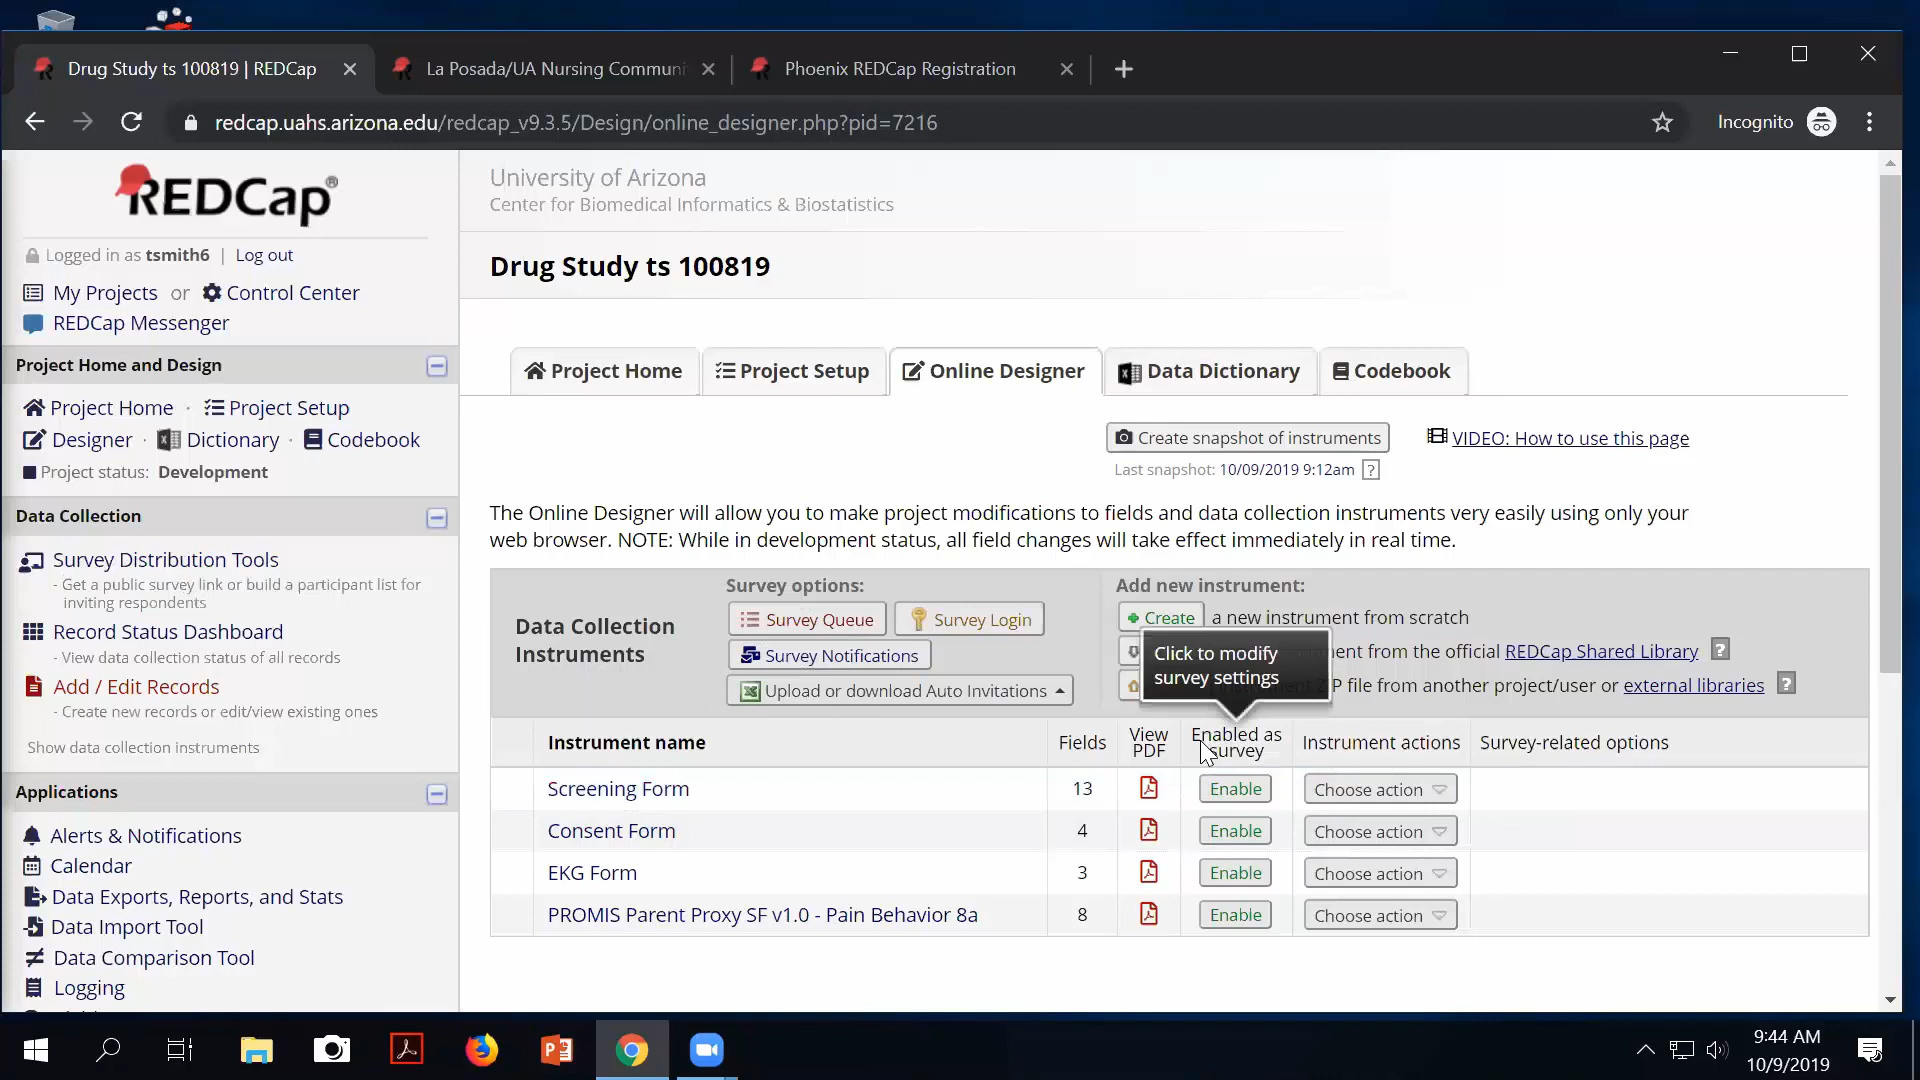 Drug Study ts 100819 | REDCap
La Posada/UA Nursing Communi
Phoenix REDCap Registration
redcap.uahs.arizona.edu/redcap_v9.3.5/Design/online_designer.php?pid=7216
Incognito
REDCap®
Logged in as tsmith6 | Log out
My Projects or Control Center
REDCap Messenger
Project Home and Design
Project Home · Project Setup
Designer · Dictionary · Codebook
Project status: Development
Data Collection
Survey Distribution Tools
- Get a public survey link or build a participant list for
inviting respondents
Record Status Dashboard
- View data collection status of all records
Add / Edit Records
- Create new records or edit/view existing ones
Show data collection instruments
Applications
Alerts & Notifications
Calendar
Data Exports, Reports, and Stats
Data Import Tool
Data Comparison Tool
Logging
University of Arizona
Center for Biomedical Informatics & Biostatistics
Drug Study ts 100819
Project Home
Project Setup
Online Designer
Data Dictionary
Codebook
Create snapshot of instruments
VIDEO: How to use this page
Last snapshot: 10/09/2019 9:12am ?
The Online Designer will allow you to make project modifications to fields and data collection instruments very easily using only your
web browser. NOTE: While in development status, all field changes will take effect immediately in real time.
Data Collection
Instruments
Survey options:
Survey Queue
Survey Login
Survey Notifications
Upload or download Auto Invitations
Add new instrument:
Create a new instrument from scratch
from the official REDCap Shared Library ?
file from another project/user or external libraries ?
Click to modify
survey settings
Instrument name Fields View PDF Enabled as survey Instrument actions Survey-related options
Screening Form 13 Enable Choose action
Consent Form 4 Enable Choose action
EKG Form 3 Enable Choose action
PROMIS Parent Proxy SF v1.0 - Pain Behavior 8a 8 Enable Choose action
9:44 AM
10/9/2019